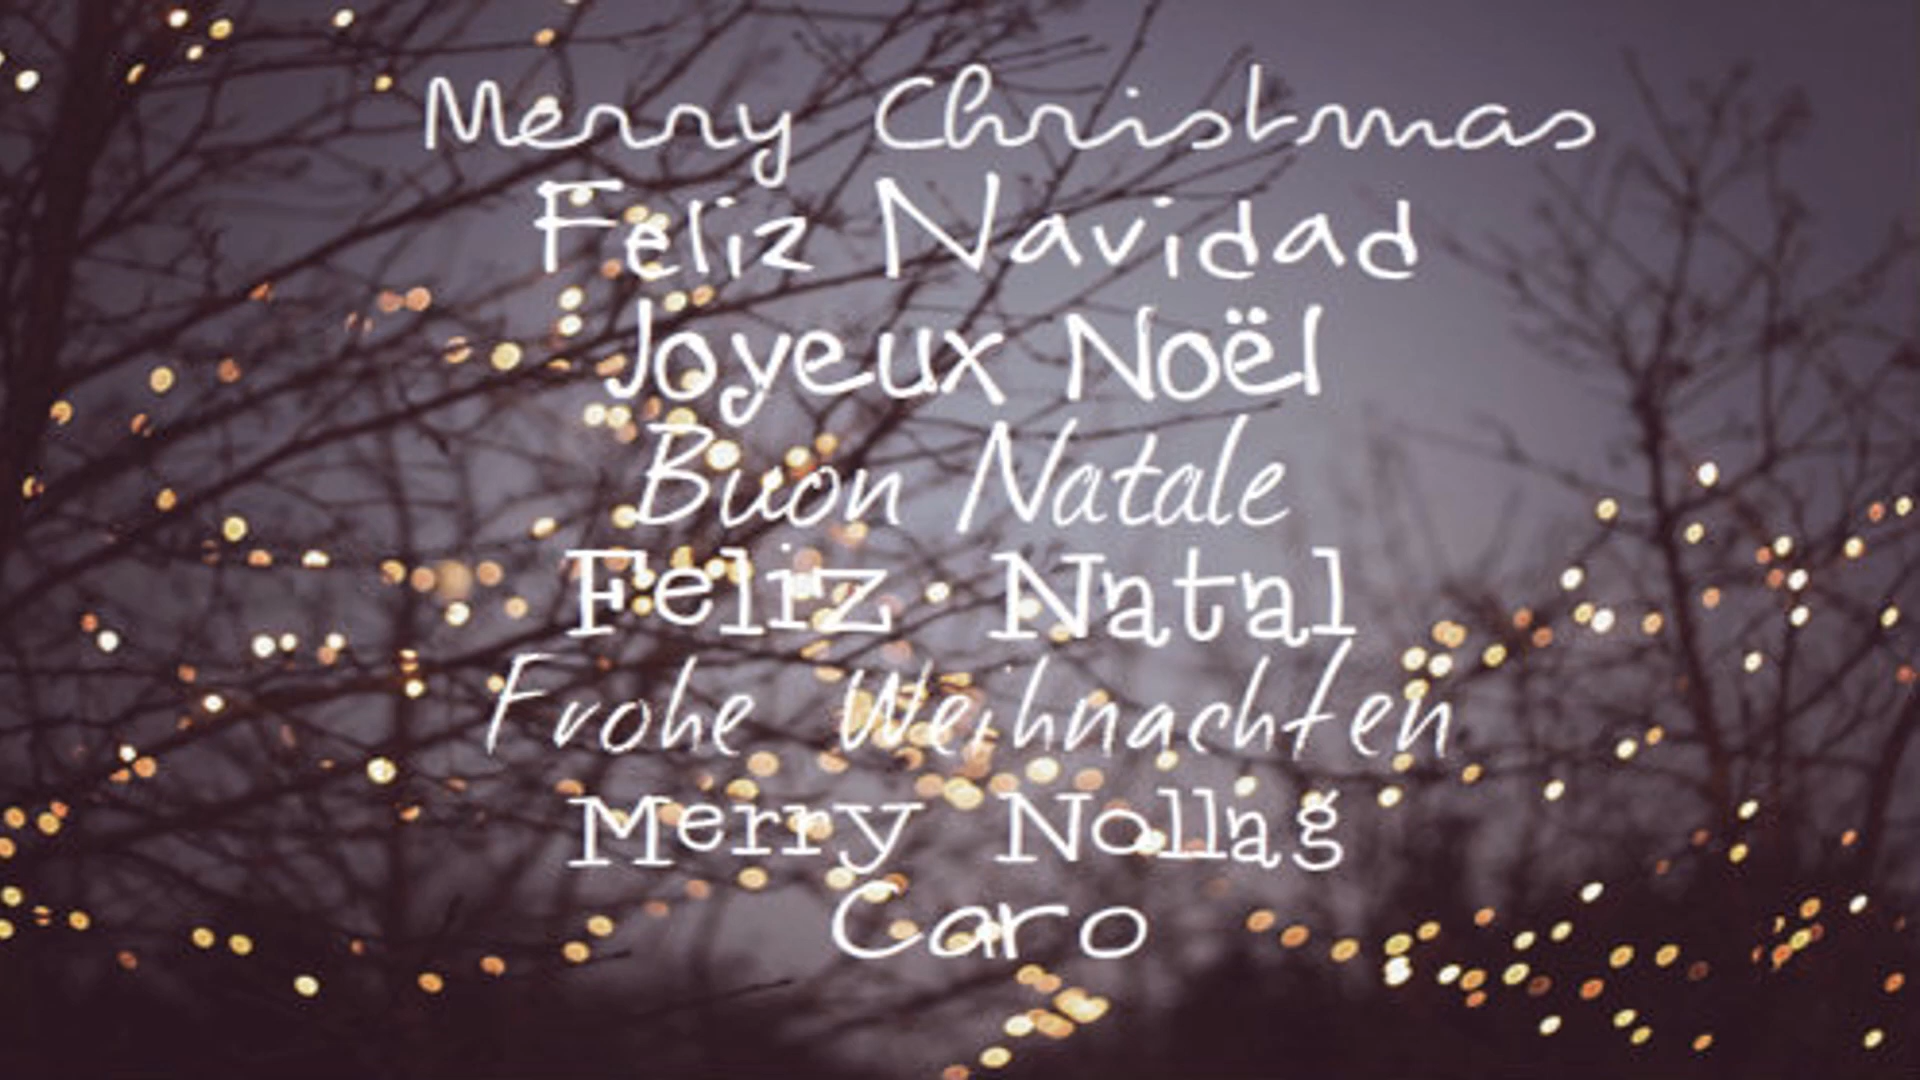 Merry Christmas
Feliz Navidad
Joyeux Noël
Buon Natale
Feliz Natal
Frohe Weihnachten
Merry Nollag
Caro